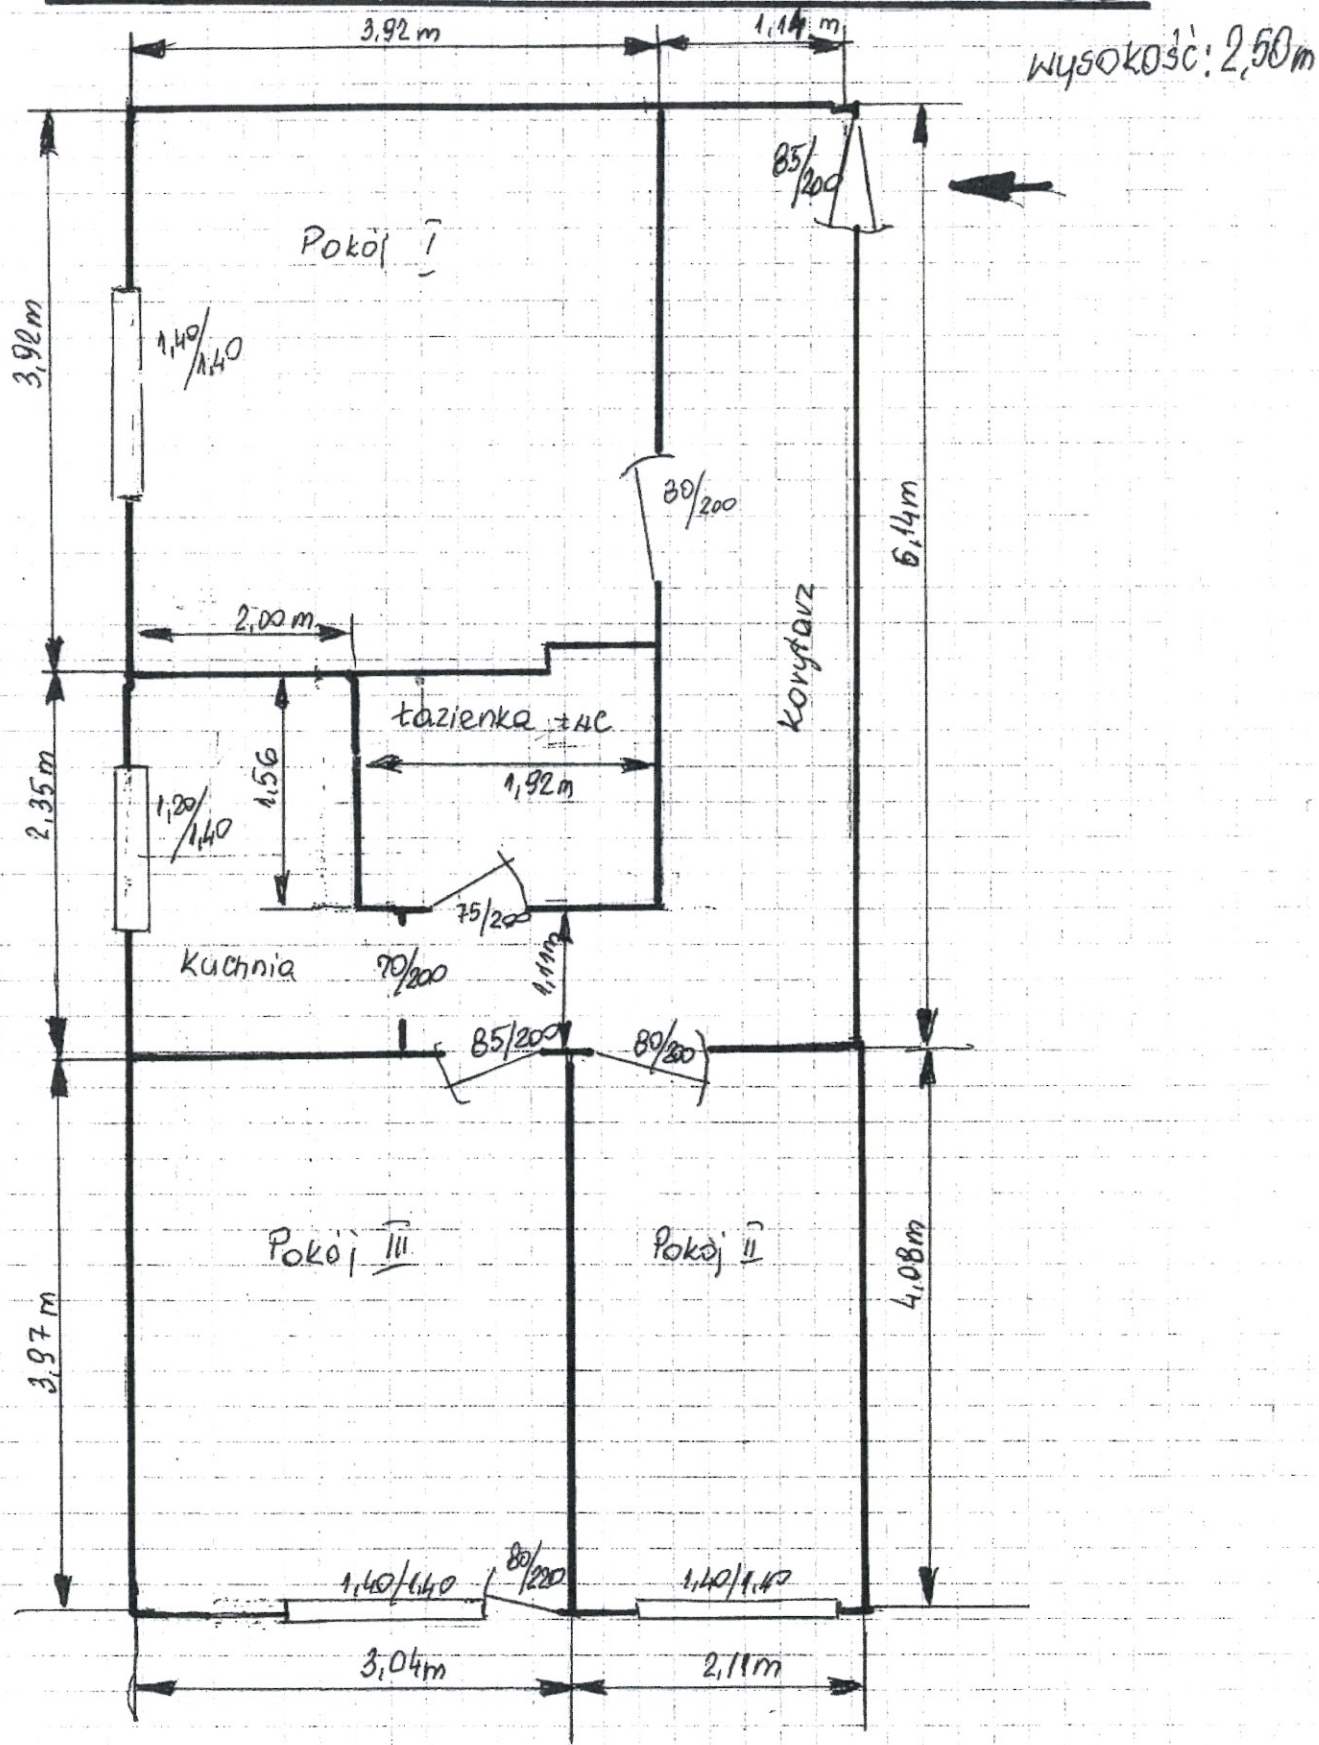 3,92m
1,14 m
wysokość: 2,50m
85/200
Pokój I
3,92m
1,40/1,40
80/200
6,14m
2,00m
korytarz
Łazienka z WC
1,56
1,92m
2,35m
1,20/1,40
75/200
Kuchnia
70/200
1,11m
85/200
80/200
Pokój III
Pokój II
4,08m
3,97m
1,40/1,40
80/220
1,40/1,40
3,04m
2,11m